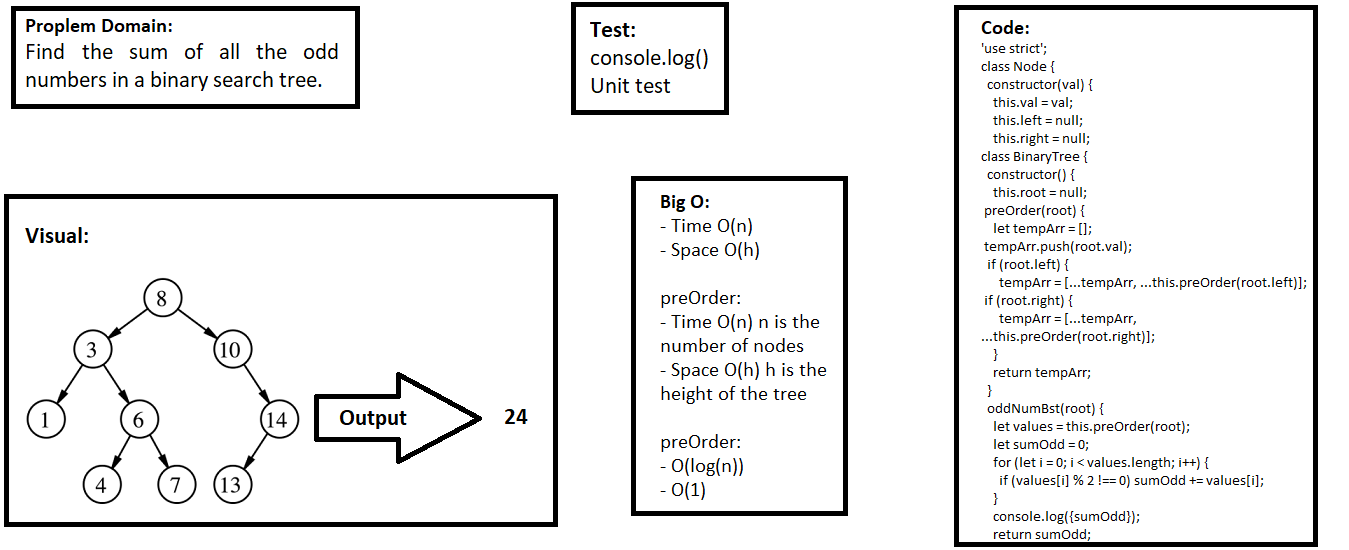 Proplem Domain:
Find the sum of all the odd
numbers in a binary search tree.
Test:
console.log()
Unit test
Visual:
8
3
10
1
6
14
4
7
13
Output
24
Big O:
- Time O(n)
- Space O(h)
preOrder:
- Time O(n) n is the
number of nodes
- Space O(h) h is the
height of the tree
preOrder:
- O(log(n))
- O(1)
Code:
'use strict';
class Node {
constructor(val) {
this.val = val;
this.left = null;
this.right = null;
class BinaryTree {
constructor() {
this.root = null;
preOrder(root) {
let tempArr = [];
tempArr.push(root.val);
if (root.left) {
tempArr = [...tempArr, ...this.preOrder(root.left)];
if (root.right) {
tempArr = [...tempArr,
...this.preOrder(root.right)];
}
return tempArr;
}
oddNumBst(root) {
let values = this.preOrder(root);
let sumOdd = 0;
for (let i = 0; i < values.length; i++) {
if (values[i] % 2 !== 0) sumOdd += values[i];
}
console.log({sumOdd});
return sumOdd;